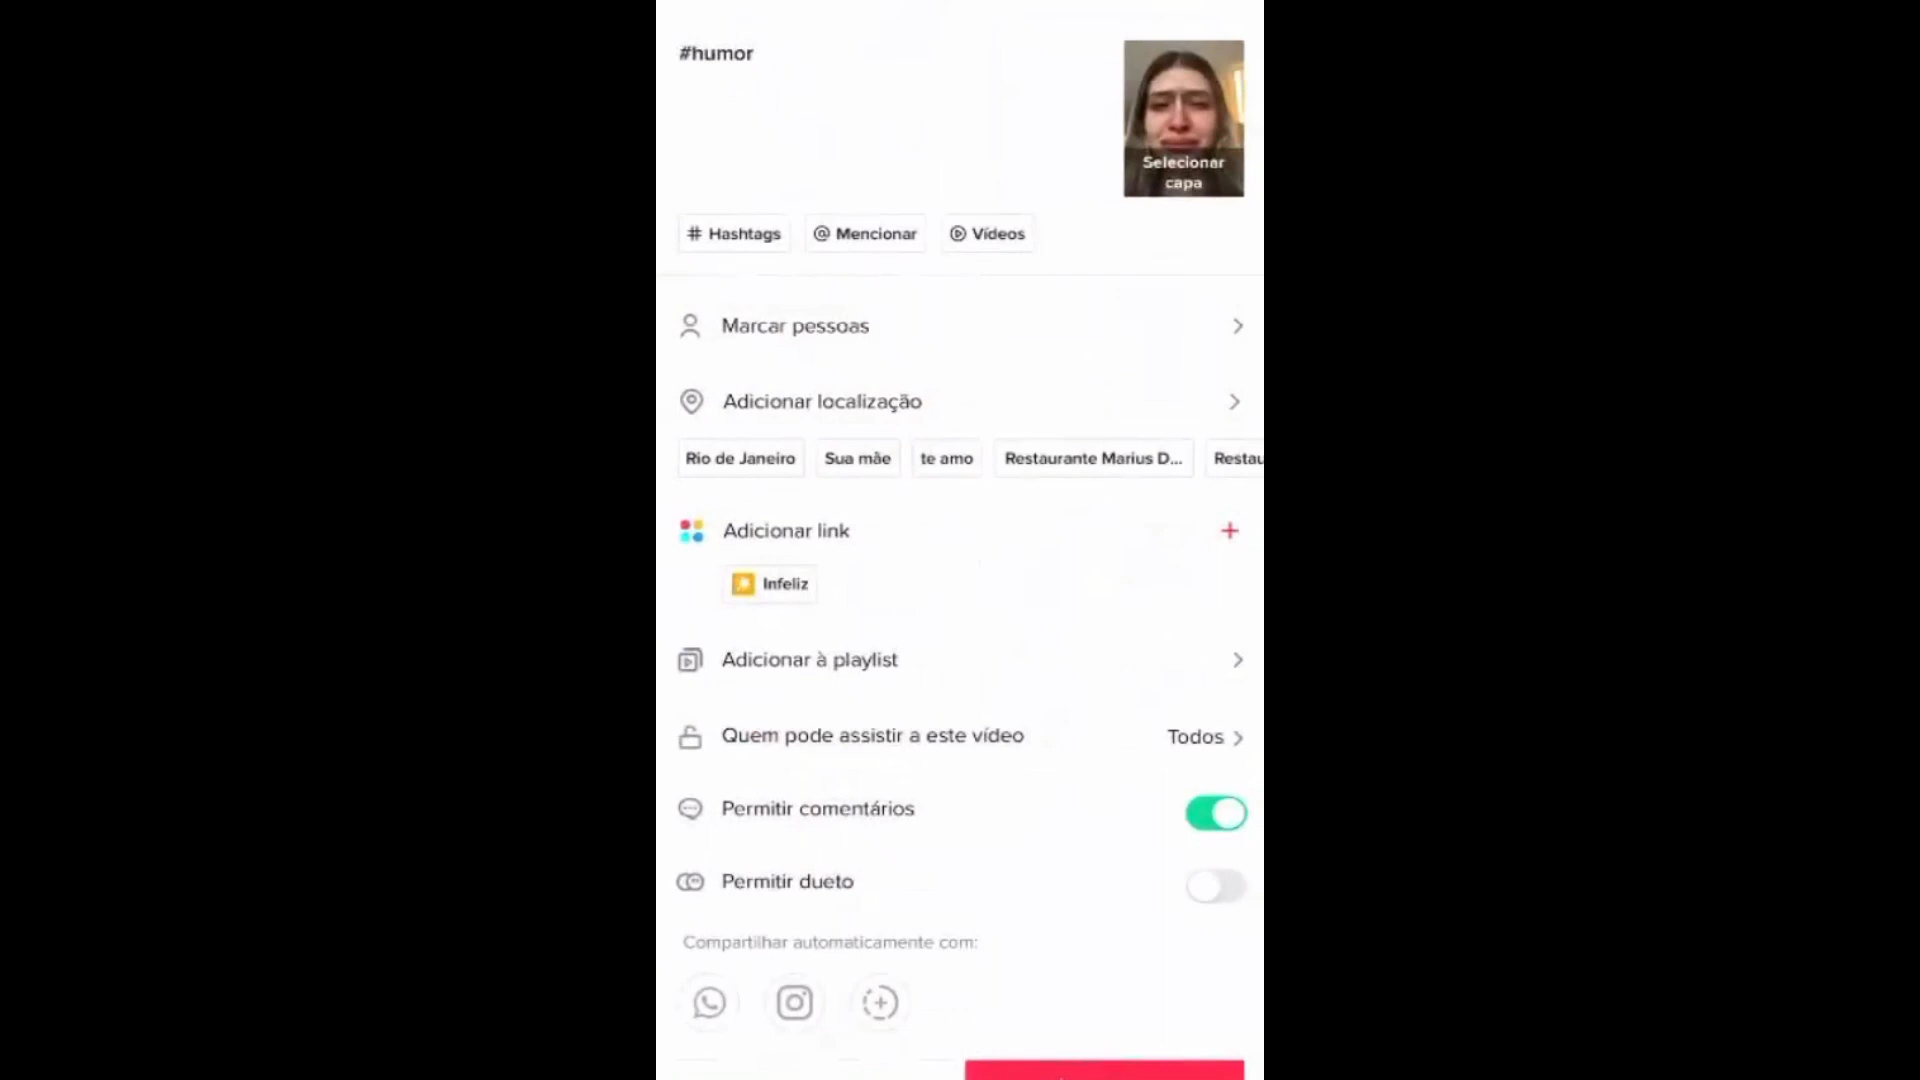 #humor
Selecionar
capa
# Hashtags @ Mencionar Vídeos
Marcar pessoas
Adicionar localização
Rio de Janeiro Sua mãe te amo Restaurante Marius D... Restau
Adicionar link
Infeliz
Adicionar à playlist
Quem pode assistir a este vídeo Todos
Permitir comentários
Permitir dueto
Compartilhar automaticamente com: